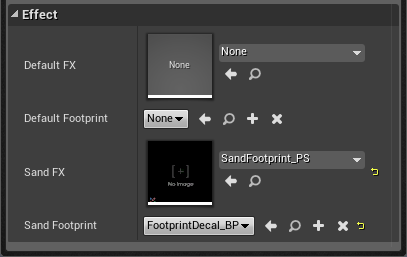 Effect
Default FX
None
None
Default Footprint
None
Sand FX
[+]
No Image
SandFootprint_PS
Sand Footprint
FootprintDecal_BP